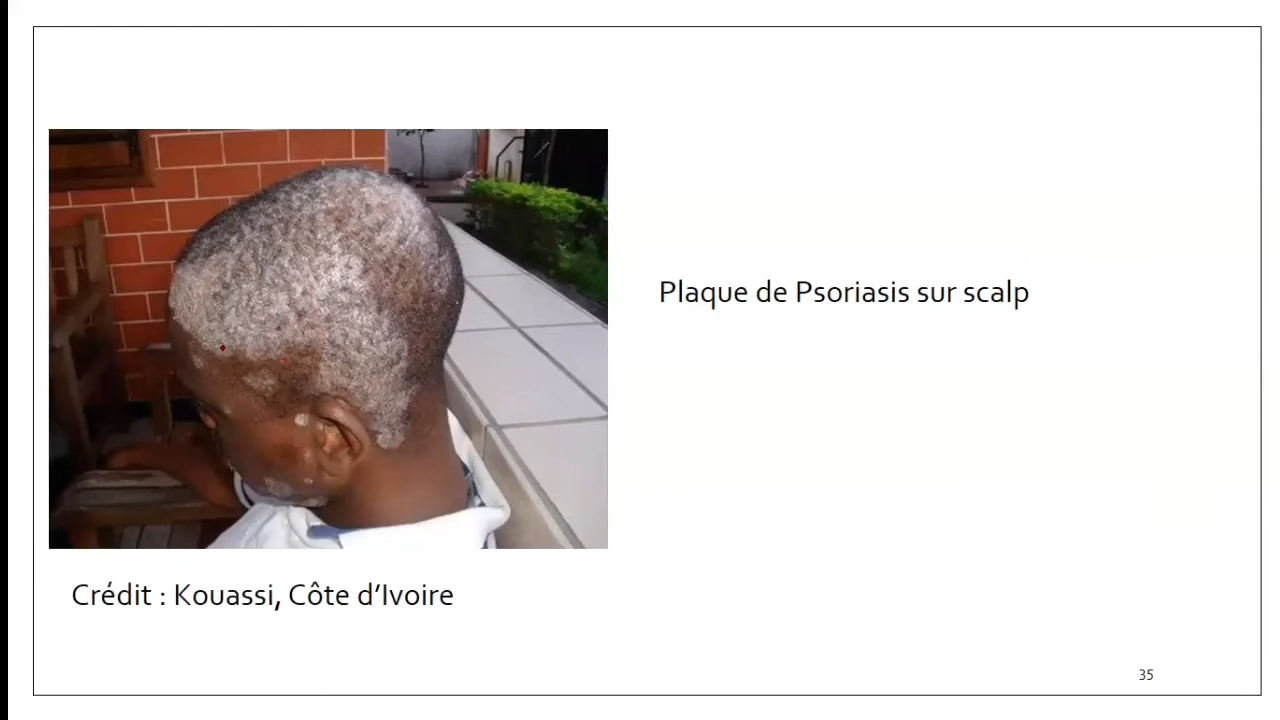 Plaque de Psoriasis sur scalp
Crédit : Kouassi, Côte d’Ivoire
35